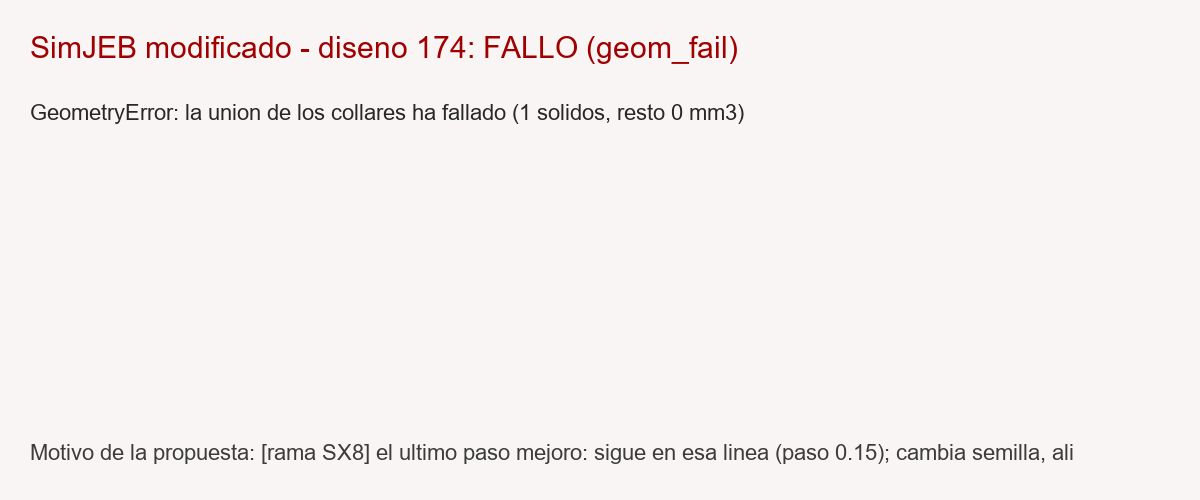 SimJEB modificado - diseno 174: FALLO (geom_fail)
GeometryError: la union de los collares ha fallado (1 solidos, resto 0 mm3)
Motivo de la propuesta: [rama SX8] el ultimo paso mejoro: sigue en esa linea (paso 0.15); cambia semilla, ali